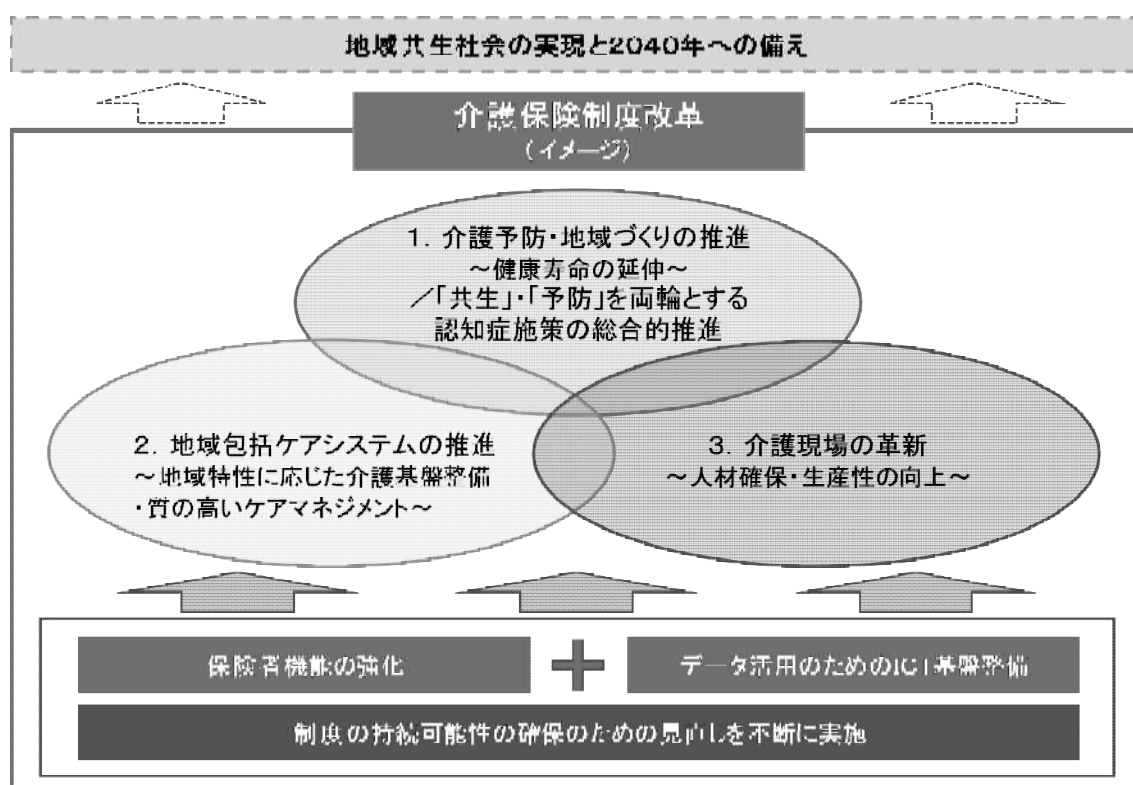 地域共生社会の実現と2040年への備え
介護保険制度改革
(イメージ)
1．介護予防・地域づくりの推進
～健康寿命の延伸～
／「共生」・「予防」を両輪とする
認知症施策の総合的推進
2．地域包括ケアシステムの推進
～地域特性に応じた介護基盤整備
・質の高いケアマネジメント～
3．介護現場の革新
～人材確保・生産性の向上～
保険者機能の強化
データ活用のためのICT基盤整備
制度の持続可能性の確保のための見直しを不断に実施